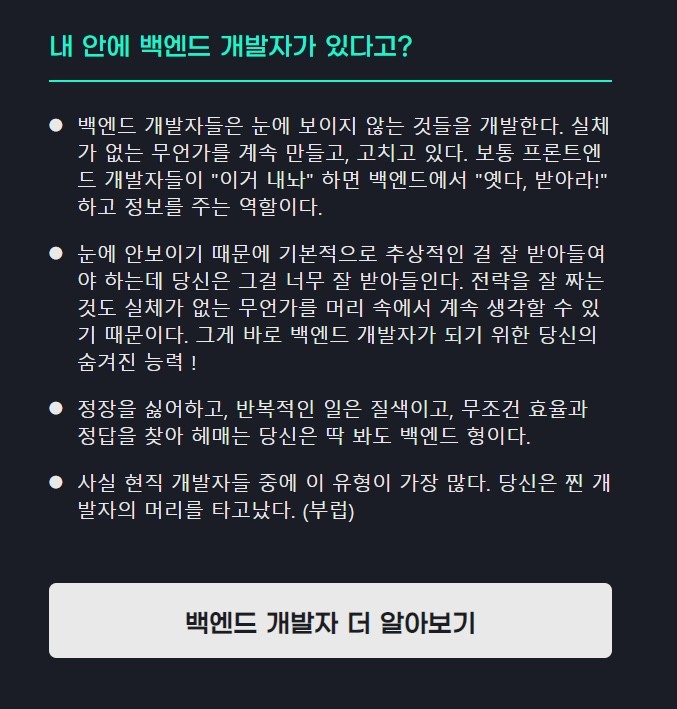 내 안에 백엔드 개발자가 있다고?
백엔드 개발자들은 눈에 보이지 않는 것들을 개발한다. 실체
가 없는 무언가를 계속 만들고, 고치고 있다. 보통 프론트엔
드 개발자들이 "이거 내놔" 하면 백엔드에서 "옛다, 받아라!"
하고 정보를 주는 역할이다.
눈에 안보이기 때문에 기본적으로 추상적인 걸 잘 받아들여
야 하는데 당신은 그걸 너무 잘 받아들인다. 전략을 잘 짜는
것도 실체가 없는 무언가를 머리 속에서 계속 생각할 수 있
기 때문이다. 그게 바로 백엔드 개발자가 되기 위한 당신의
숨겨진 능력 !
정장을 싫어하고, 반복적인 일은 질색이고, 무조건 효율과
정답을 찾아 헤매는 당신은 딱 봐도 백엔드 형이다.
사실 현직 개발자들 중에 이 유형이 가장 많다. 당신은 찐 개
발자의 머리를 타고났다. (부럽)
백엔드 개발자 더 알아보기